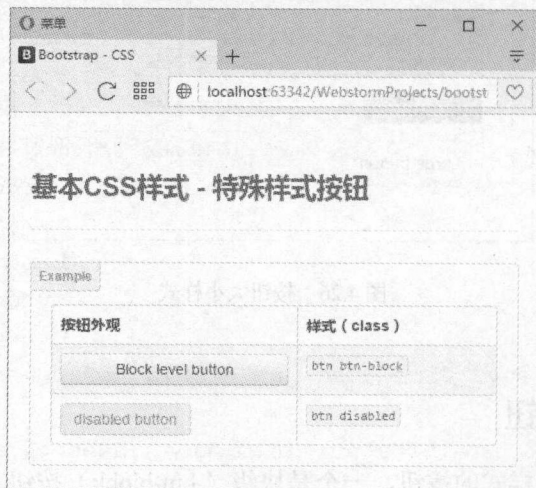 菜单
Bootstrap - CSS
localhost:63342/WebstormProjects/bootst
基本CSS样式 - 特殊样式按钮
Example
按钮外观 样式（class）
Block level button btn btn-block
disabled button btn disabled